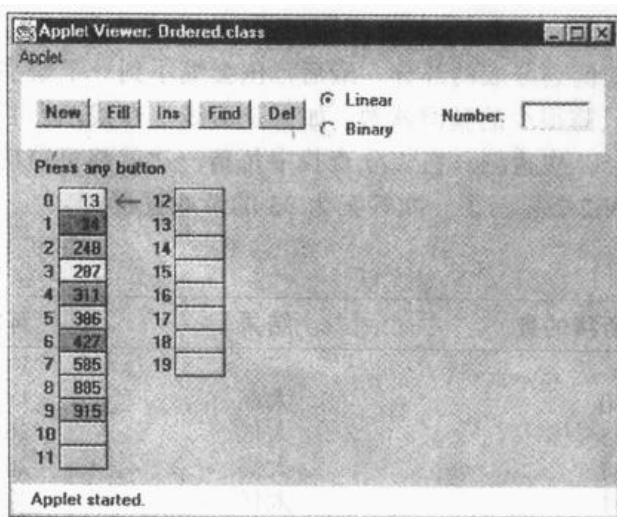 Applet Viewer: Ordered.class
Applet
New Fill Ins Find Del Linear
Binary
Number:
Press any button
0 13 ← 12
1 13
2 248 14
3 287 15
4 311 16
5 386 17
6 427 18
7 585 19
8 885
9 915
10
11
Applet started.